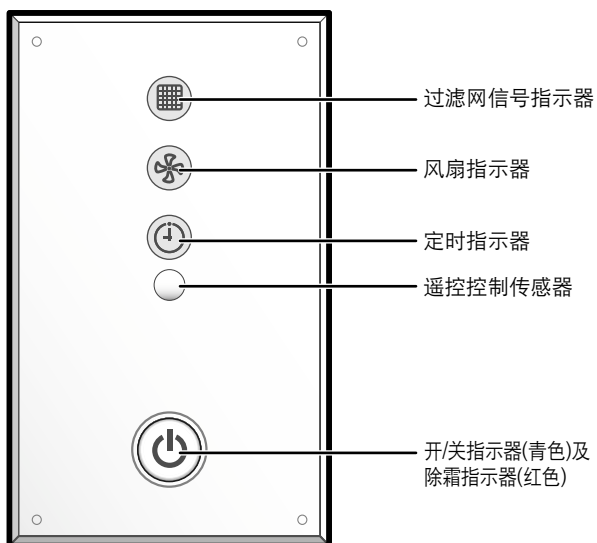 过滤网信号指示器
风扇指示器
定时指示器
遥控控制传感器
开/关指示器(青色)及
除霜指示器(红色)